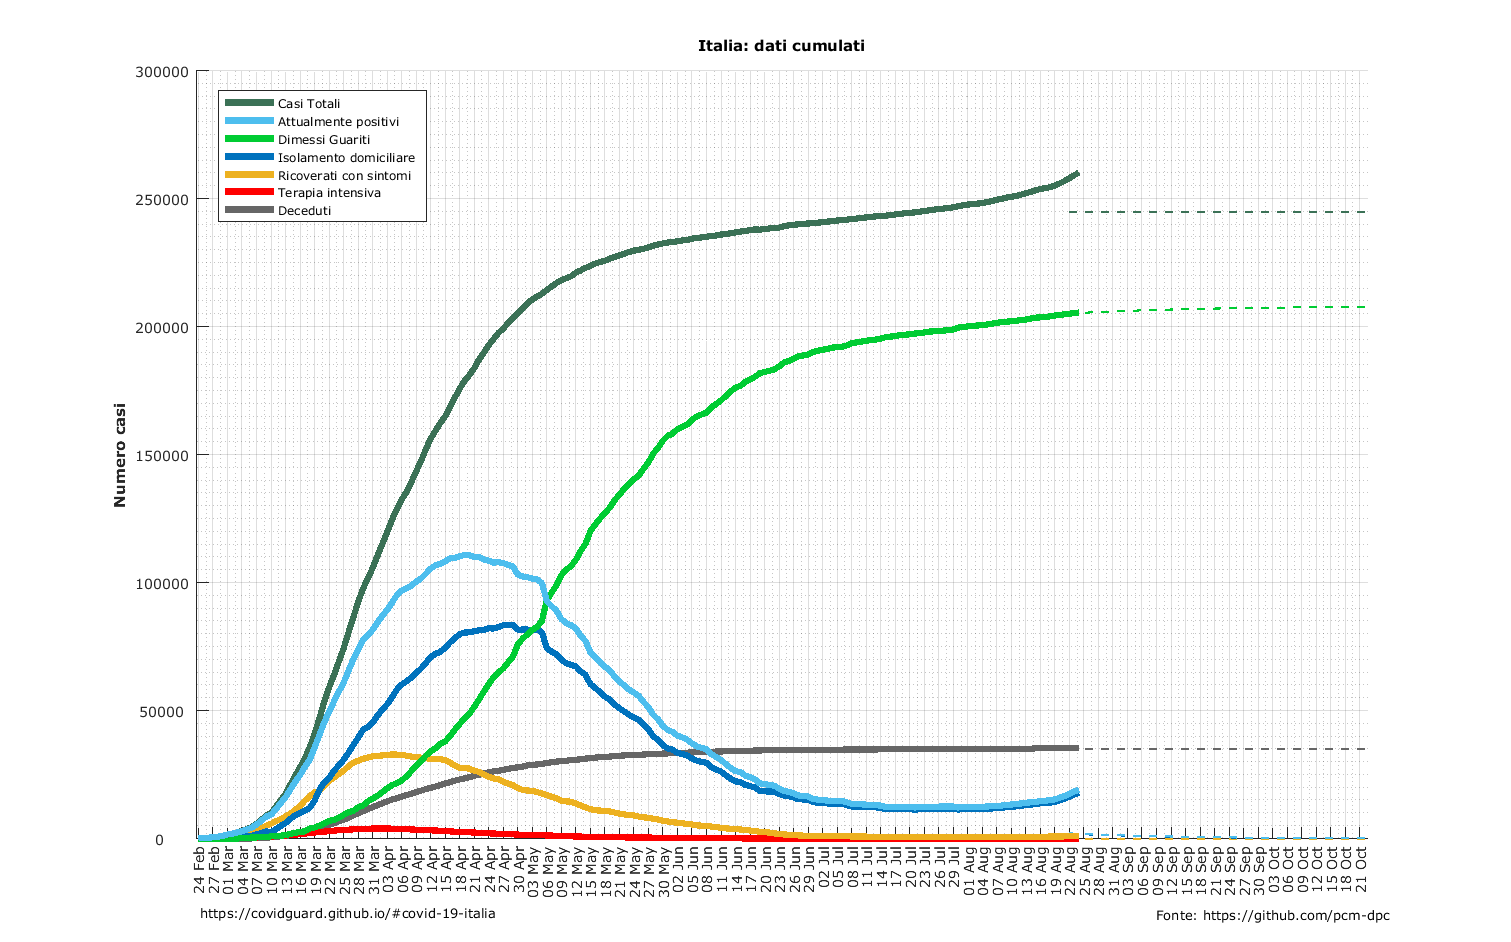 Italia: dati cumulati
300000
250000
200000
150000
100000
50000
0
Numero casi
Casi Totali
Attualmente positivi
Dimessi Guariti
Isolamento domiciliare
Ricoverati con sintomi
Terapia intensiva
Deceduti
24 Feb
27 Feb
01 Mar
04 Mar
07 Mar
10 Mar
13 Mar
16 Mar
19 Mar
22 Mar
25 Mar
28 Mar
31 Mar
03 Apr
06 Apr
09 Apr
12 Apr
15 Apr
18 Apr
21 Apr
24 Apr
27 Apr
30 Apr
03 May
06 May
09 May
12 May
15 May
18 May
21 May
24 May
27 May
30 May
02 Jun
05 Jun
08 Jun
11 Jun
14 Jun
17 Jun
20 Jun
23 Jun
26 Jun
29 Jun
02 Jul
05 Jul
08 Jul
11 Jul
14 Jul
17 Jul
20 Jul
23 Jul
26 Jul
29 Jul
01 Aug
04 Aug
07 Aug
10 Aug
13 Aug
16 Aug
19 Aug
22 Aug
25 Aug
28 Aug
31 Aug
03 Sep
06 Sep
09 Sep
12 Sep
15 Sep
18 Sep
21 Sep
24 Sep
27 Sep
30 Sep
03 Oct
06 Oct
09 Oct
12 Oct
15 Oct
18 Oct
21 Oct
https://covidguard.github.io/#covid-19-italia
Fonte: https://github.com/pcm-dpc